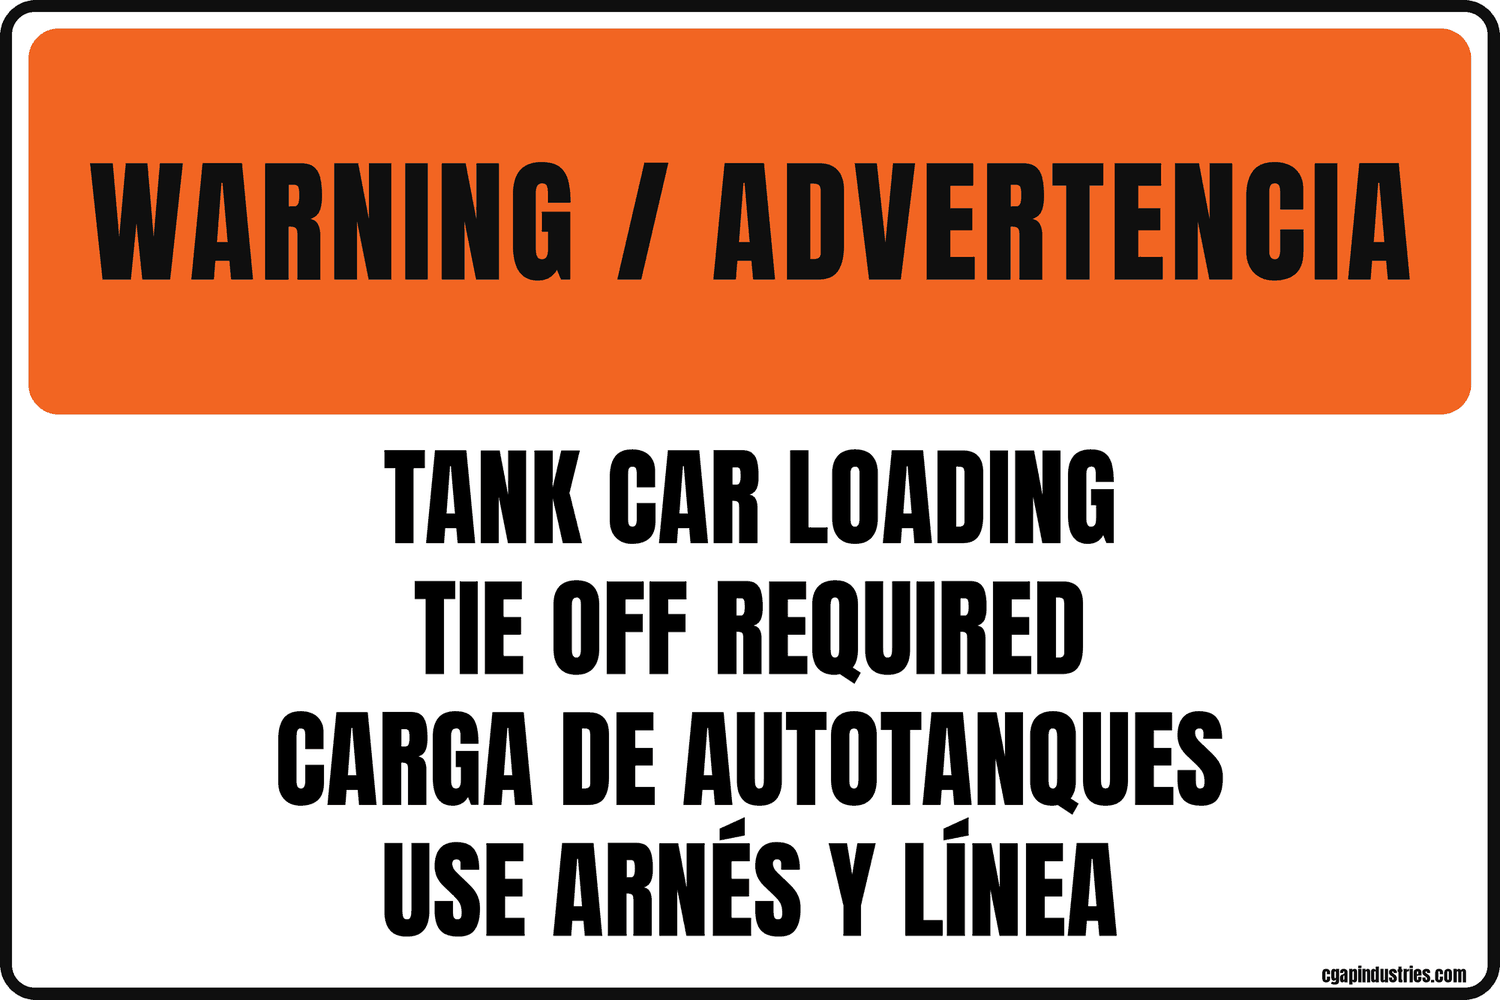 WARNING / ADVERTENCIA
TANK CAR LOADING
TIE OFF REQUIRED
CARGA DE AUTOTANQUES
USE ARNÉS Y LÍNEA
cgapindustries.com